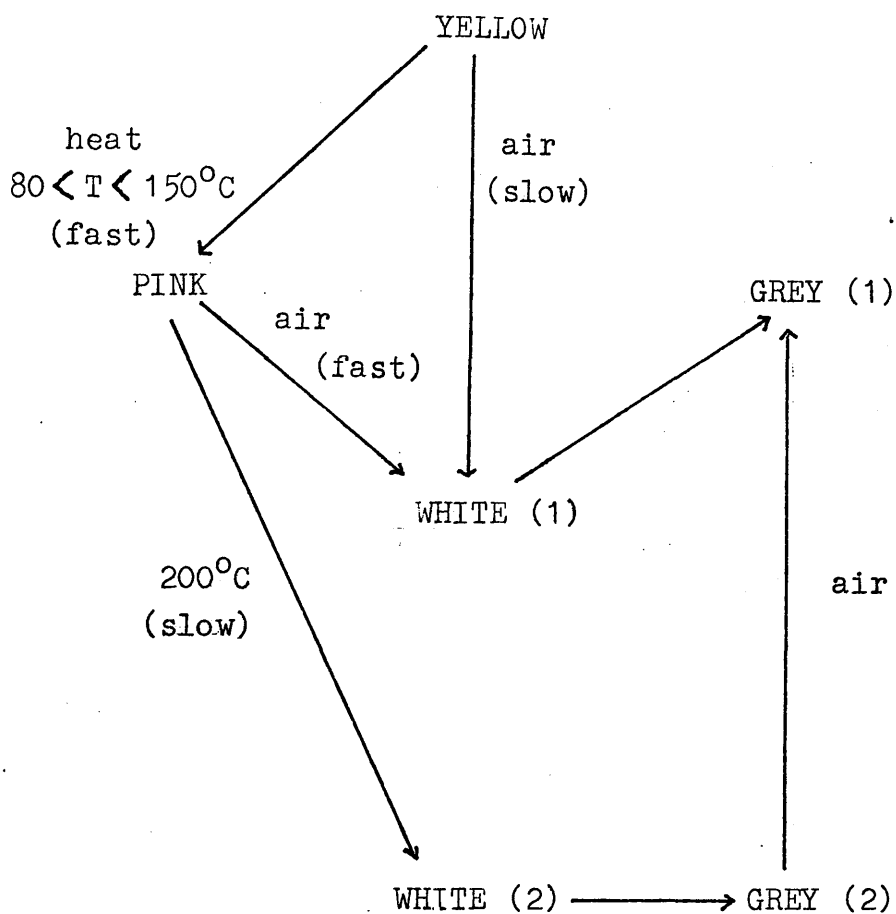 YELLOW
heat
80 < T < 150°C
(fast)
air
(slow)
PINK
GREY (1)
air
(fast)
WHITE (1)
200°C
(slow)
air
WHITE (2)
GREY (2)